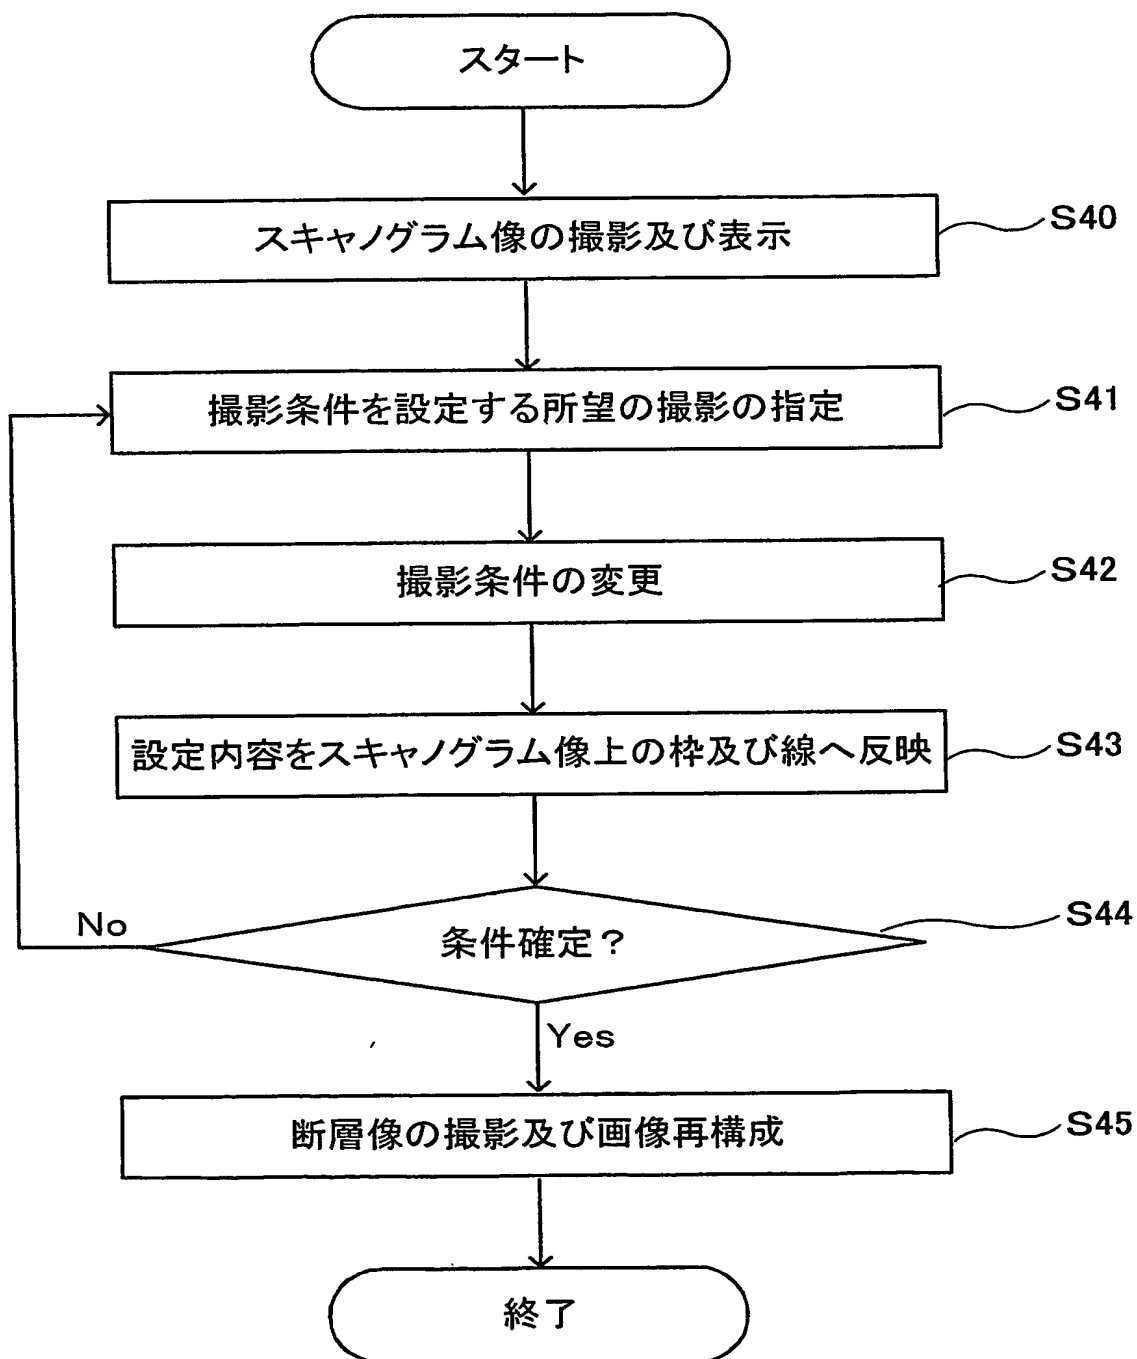 スタート
スキャノグラム像の撮影及び表示
S40
撮影条件を設定する所望の撮影の指定
S41
撮影条件の変更
S42
設定内容をスキャノグラム像上の枠及び線へ反映
S43
条件確定?
S44
No
Yes
断層像の撮影及び画像再構成
S45
終了